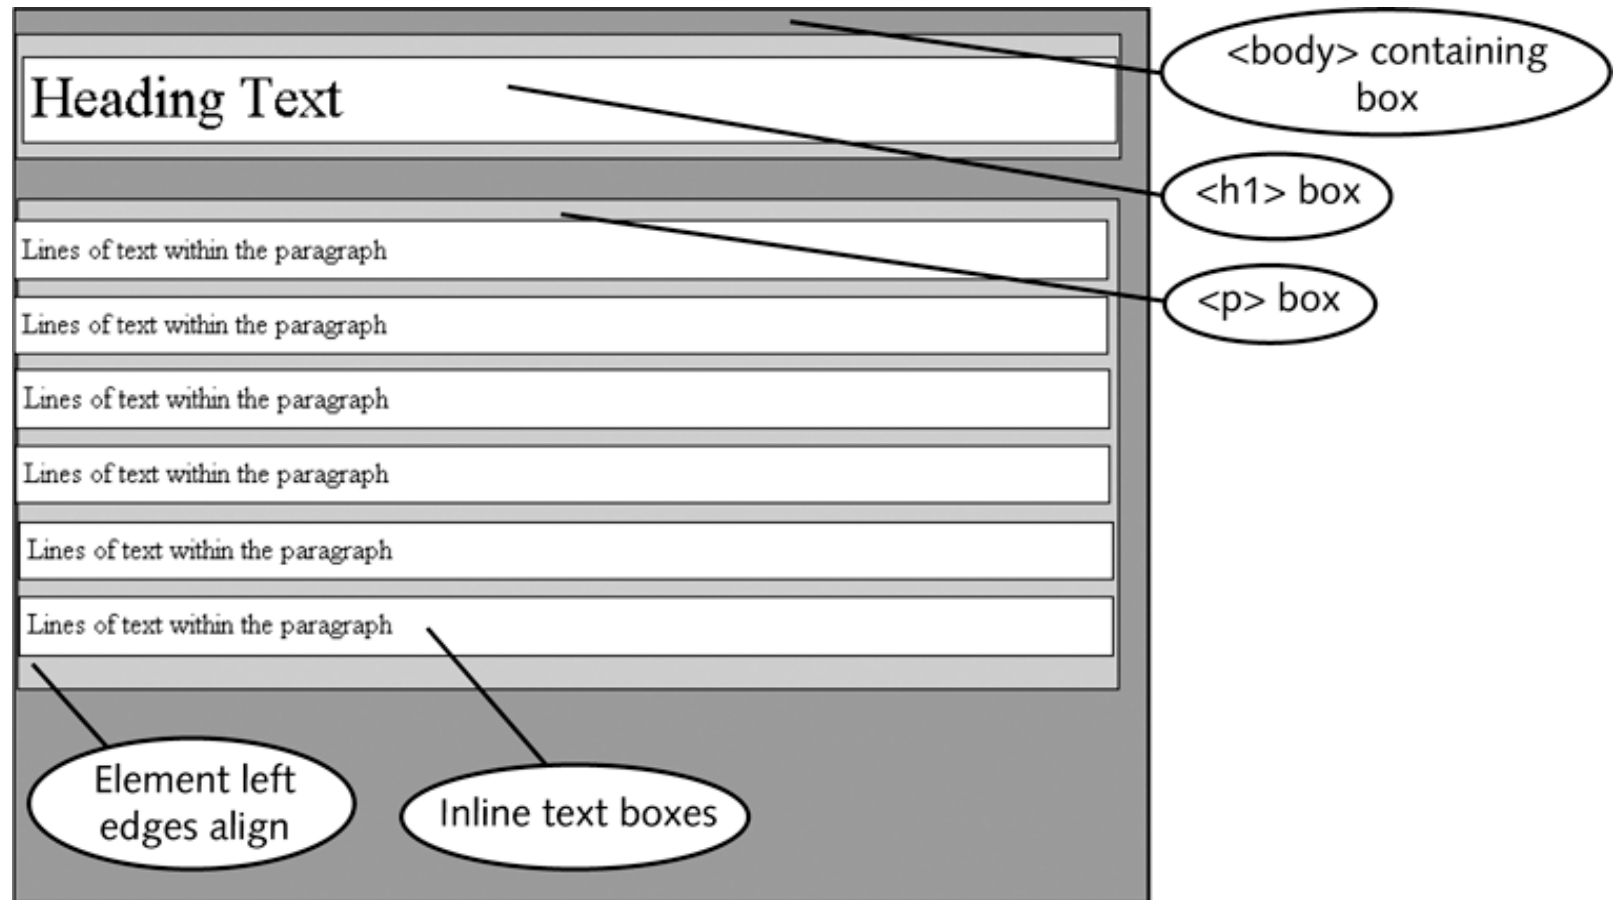 <body> containing
box
Heading Text
<h1> box
Lines of text within the paragraph
<p> box
Lines of text within the paragraph
Lines of text within the paragraph
Lines of text within the paragraph
Lines of text within the paragraph
Lines of text within the paragraph
Element left
edges align
Inline text boxes